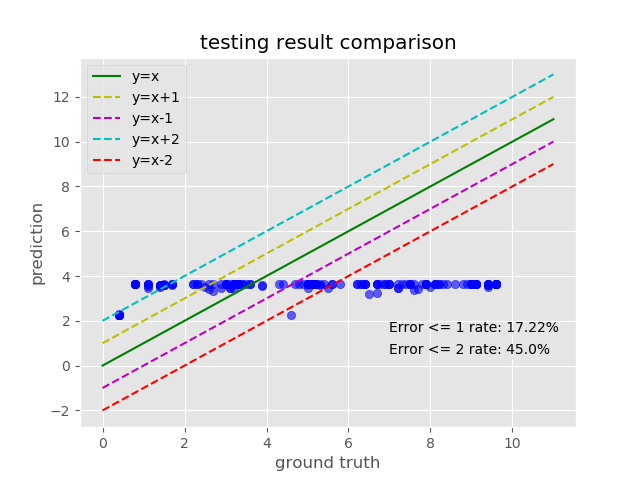 testing result comparison
y=x
y=x+1
y=x-1
y=x+2
y=x-2
12
10
8
6
4
2
0
−2
prediction
Error <= 1 rate: 17.22%
Error <= 2 rate: 45.0%
0 2 4 6 8 10
ground truth